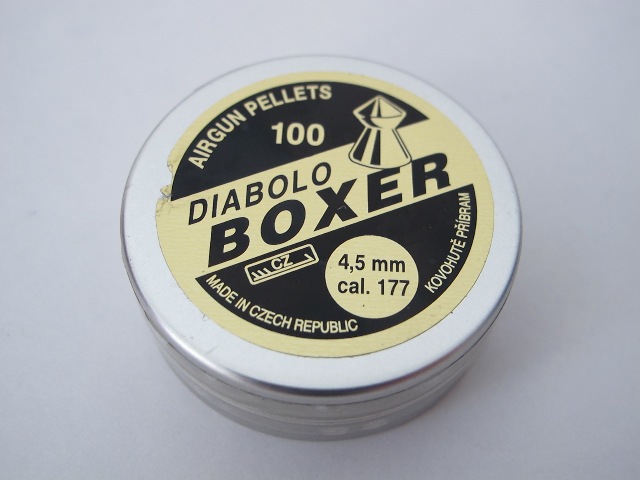 AIRGUN PELLETS
100
DIABOLO
BOXER
CZ
4,5 mm
cal. 177
MADE IN CZECH REPUBLIC
KOVOHUTĚ PŘÍBRAM